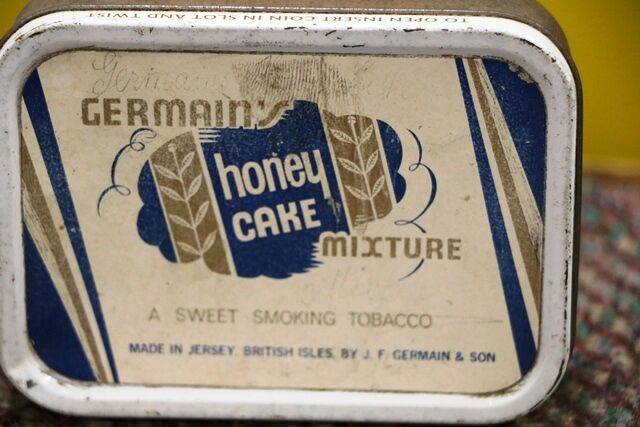 TO OPEN INSERT COIN IN SLOT AND TWIST
GERMAIN'S
honey
CAKE
MIXTURE
A SWEET SMOKING TOBACCO
MADE IN JERSEY. BRITISH ISLES. BY J. F. GERMAIN & SON